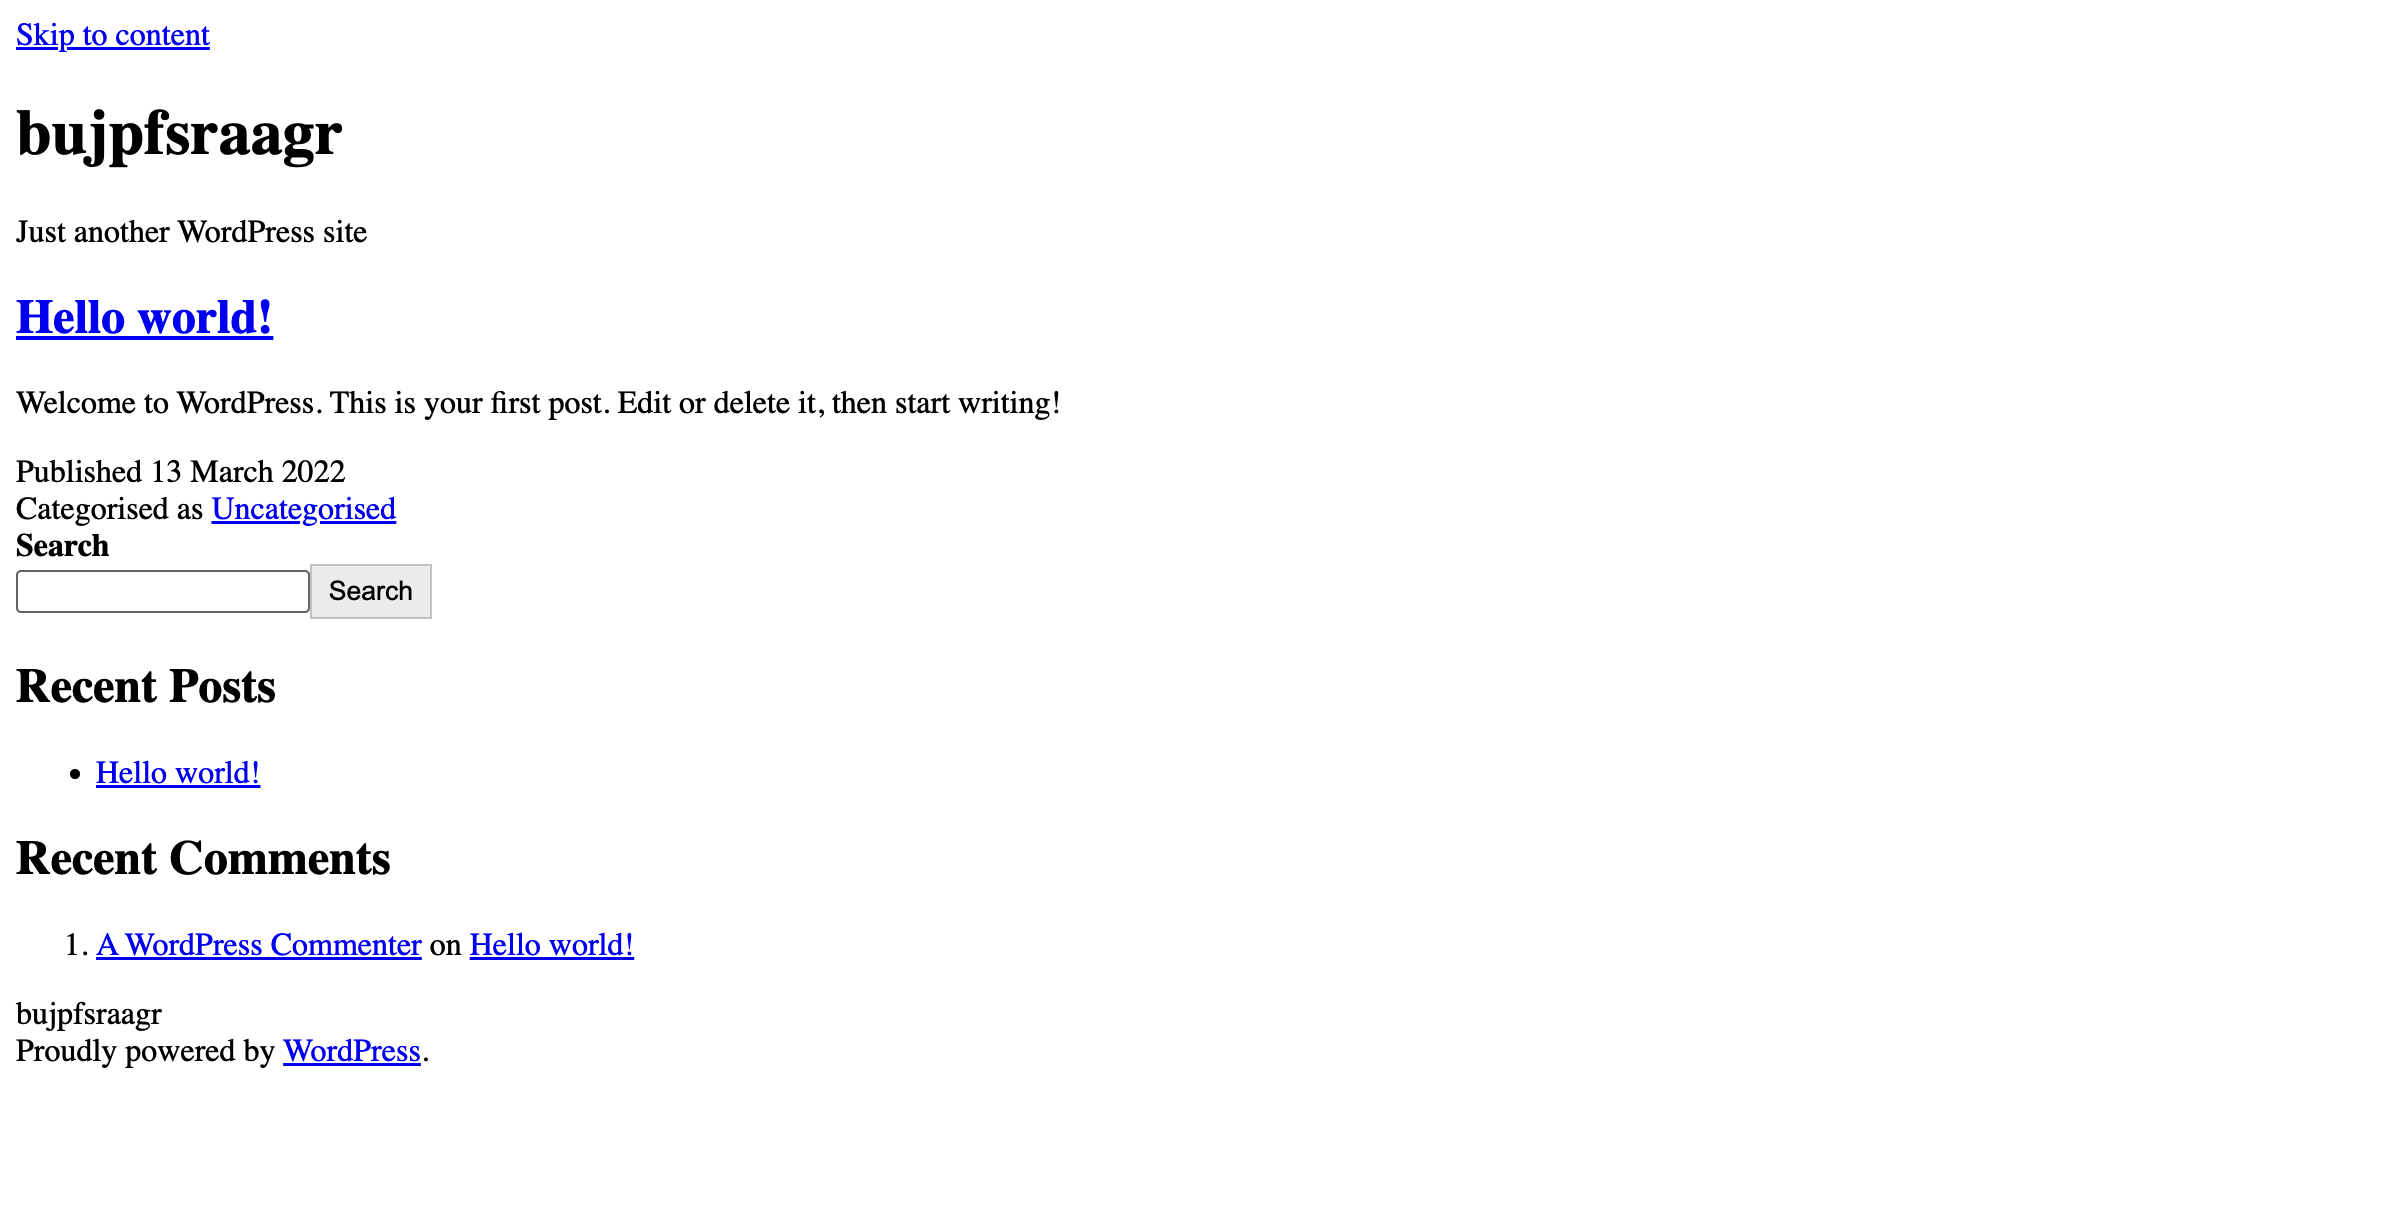 Skip to content
bujpfsraagr
Just another WordPress site
Hello world!
Welcome to WordPress. This is your first post. Edit or delete it, then start writing!
Published 13 March 2022
Categorised as Uncategorised
Search
Search
Recent Posts
• Hello world!
Recent Comments
1. A WordPress Commenter on Hello world!
bujpfsraagr
Proudly powered by WordPress.